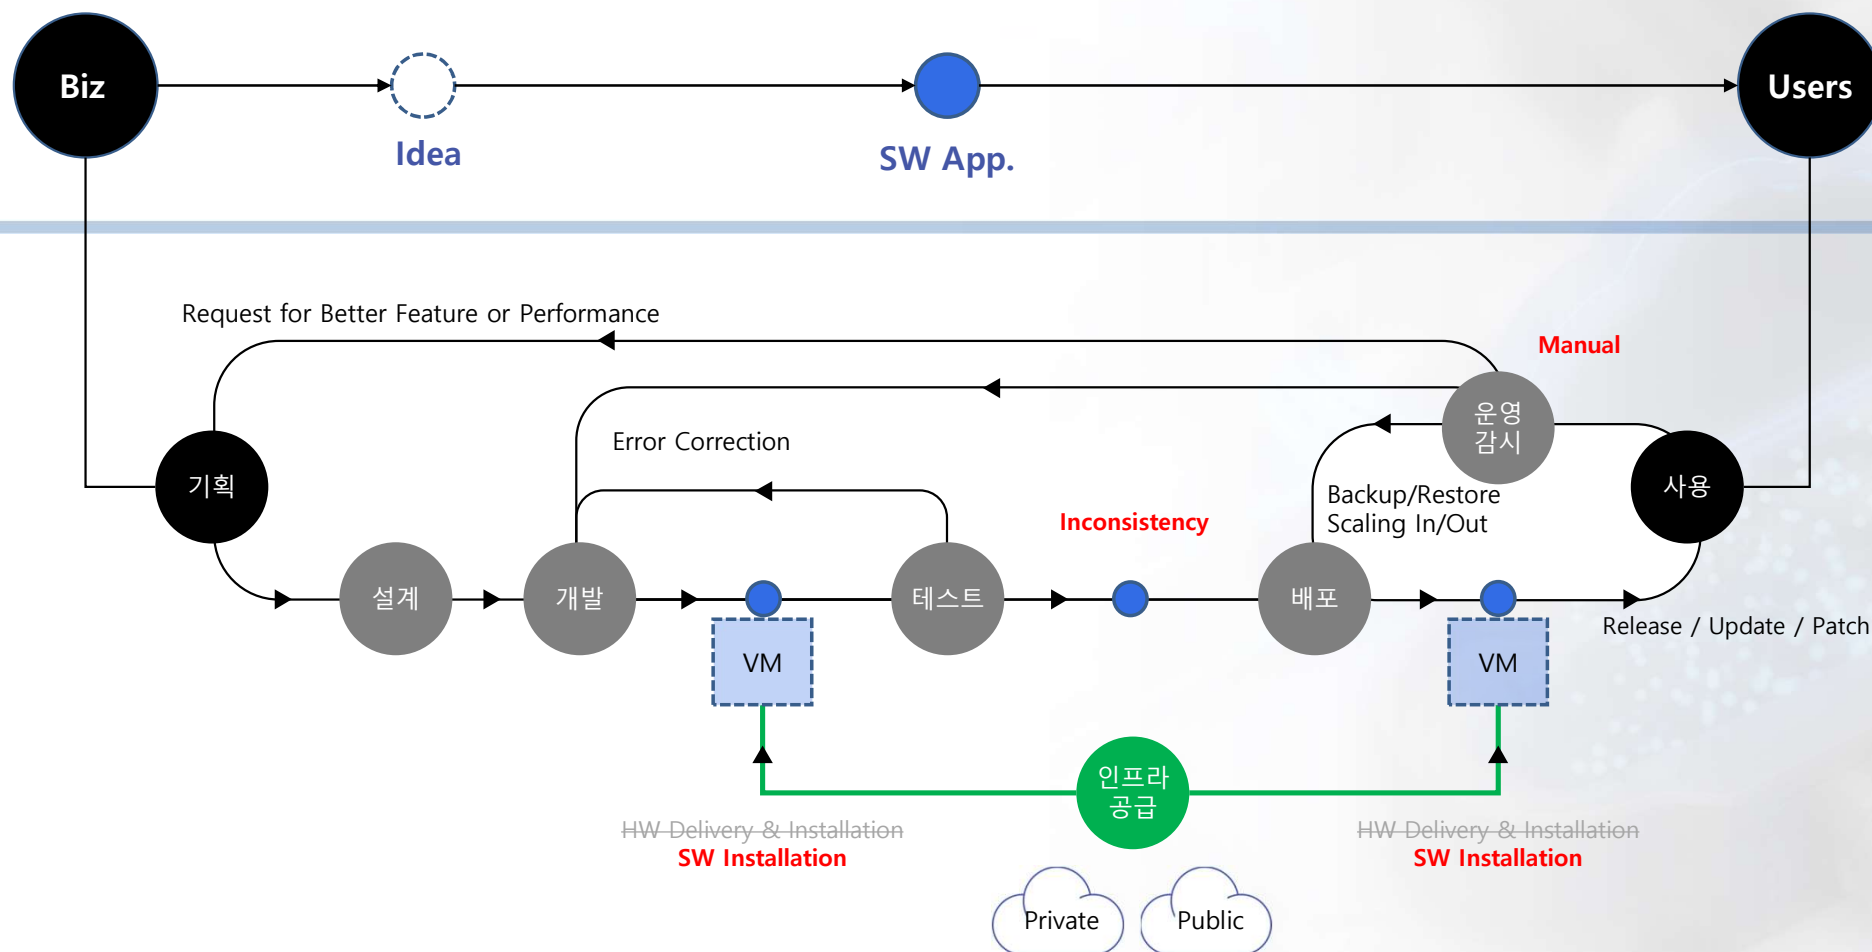 Biz
Users
Idea
SW App.
Request for Better Feature or Performance
Manual
운영
감시
Error Correction
기획
사용
Backup/Restore
Scaling In/Out
Inconsistency
설계
개발
테스트
배포
Release / Update / Patch
VM
VM
인프라
공급
HW Delivery & Installation
SW Installation
HW Delivery & Installation
SW Installation
Private
Public